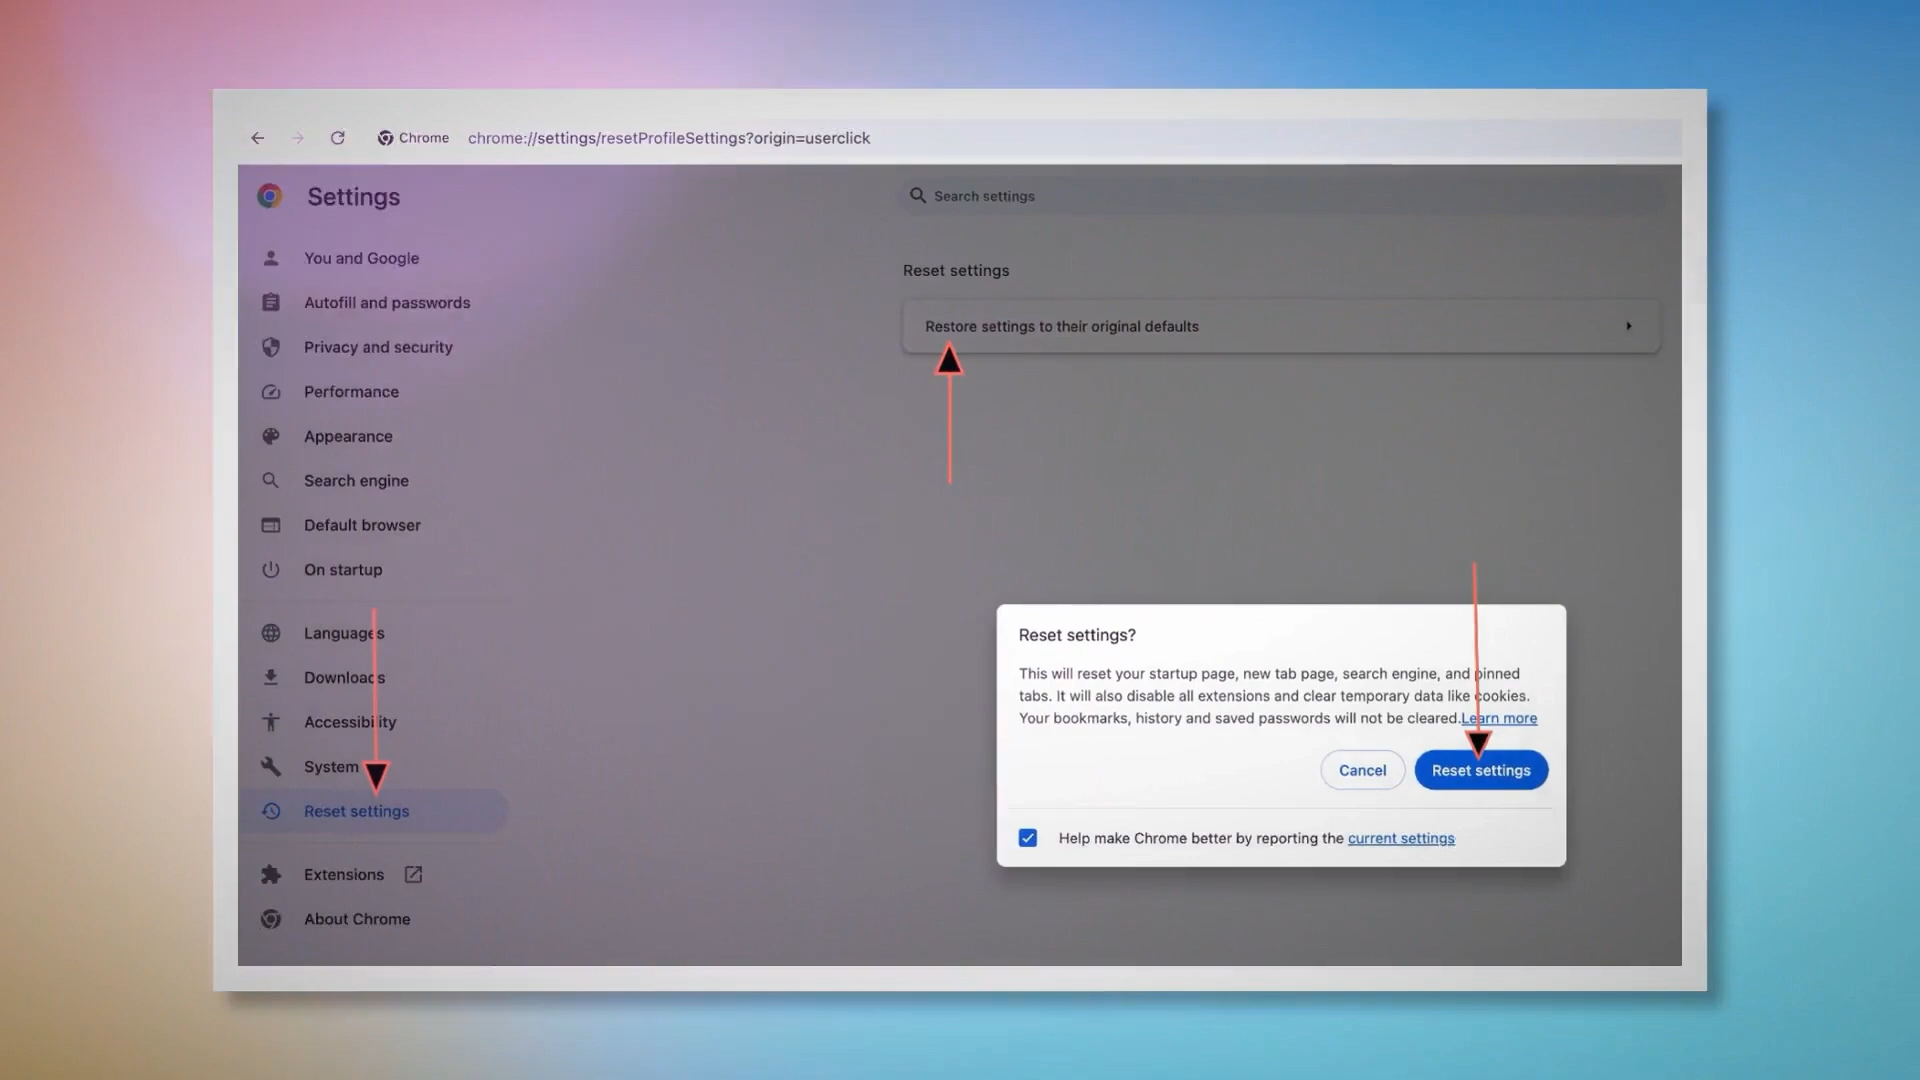 Chrome chrome://settings/resetProfileSettings?origin=userclick
Settings
Search settings
You and Google
Autofill and passwords
Privacy and security
Performance
Appearance
Search engine
Default browser
On startup
Languages
Downloads
Accessibility
System
Reset settings
Extensions
About Chrome
Reset settings
Restore settings to their original defaults
Reset settings?
This will reset your startup page, new tab page, search engine, and pinned
tabs. It will also disable all extensions and clear temporary data like cookies.
Your bookmarks, history and saved passwords will not be cleared.Learn more
Cancel
Reset settings
Help make Chrome better by reporting the current settings